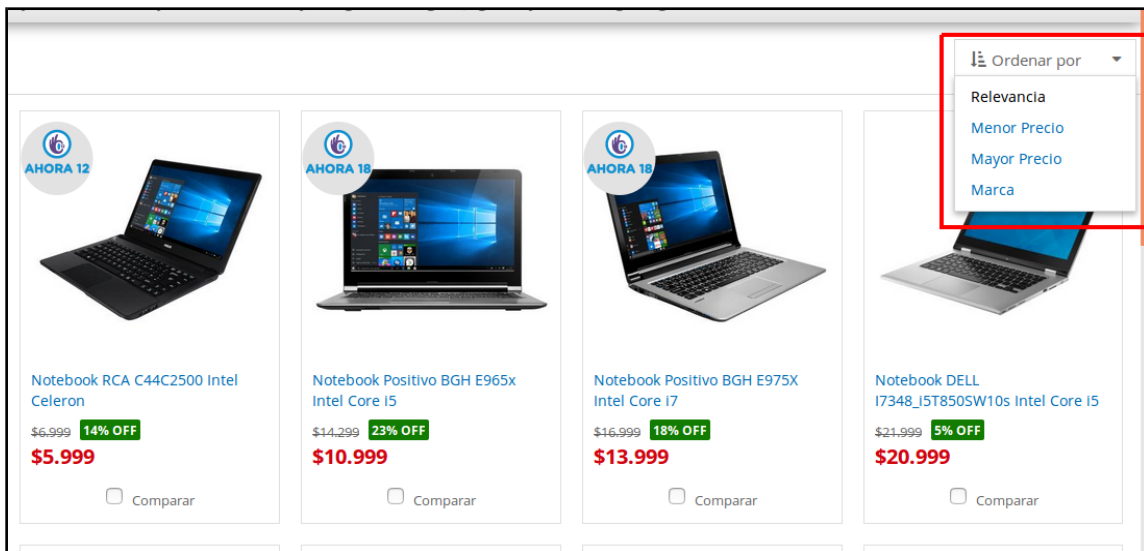 Ordenar por
Relevancia
Menor Precio
Mayor Precio
Marca
AHORA 12
AHORA 18
AHORA 18
Notebook RCA C44C2500 Intel
Celeron
$6.999 14% OFF
$5.999
Comparar
Notebook Positivo BGH E965x
Intel Core i5
$14.299 23% OFF
$10.999
Comparar
Notebook Positivo BGH E975X
Intel Core i7
$16.999 18% OFF
$13.999
Comparar
Notebook DELL
I7348_i5T850SW10s Intel Core i5
$21.999 5% OFF
$20.999
Comparar